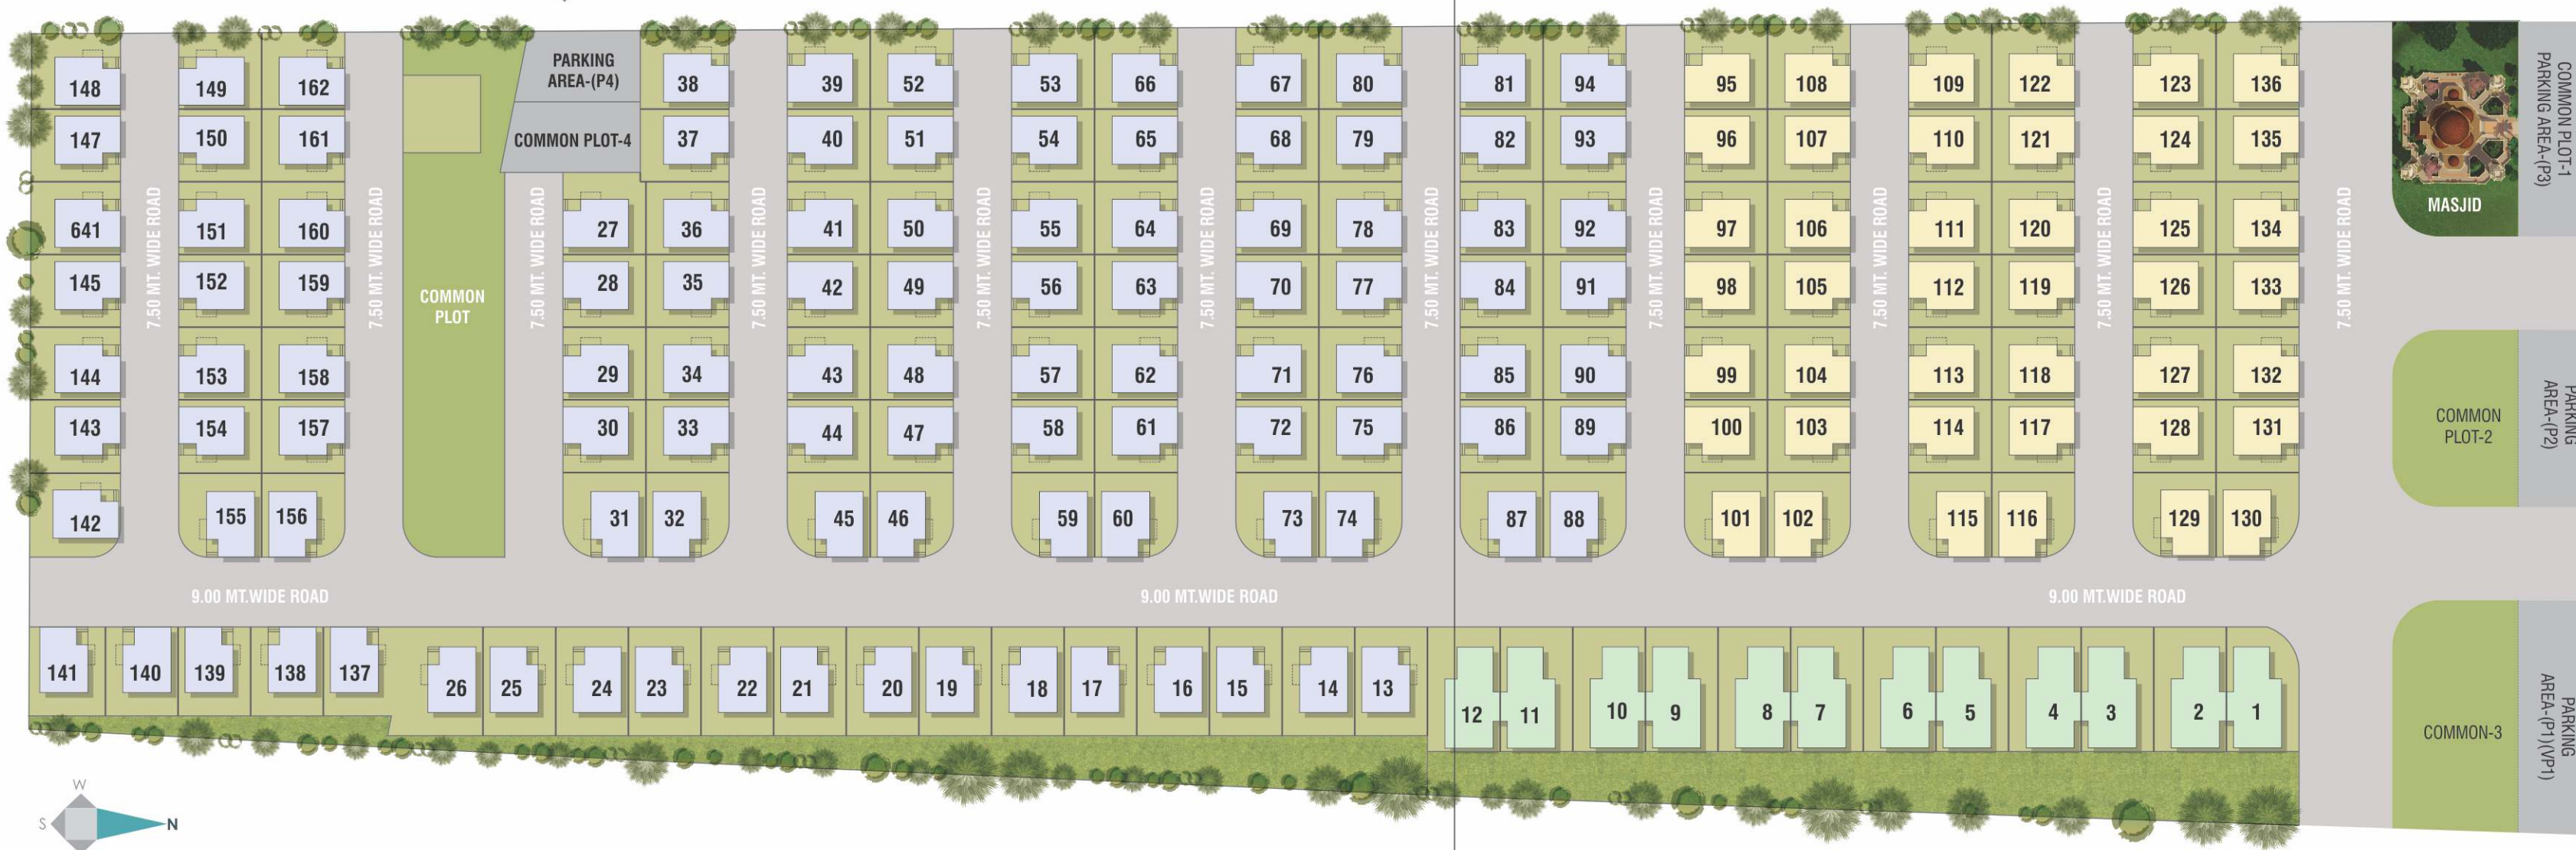 PARKING
AREA-(P4)
COMMON PLOT-1
PARKING AREA-(P3)
148 149 162 38 39 52 53 66 67 80 81 94 95 108 109 122 123 136
147 150 161 COMMON PLOT-4 37 40 51 54 65 68 79 82 93 96 107 110 121 124 135
MASJID
641 151 160 27 36 41 50 55 64 69 78 83 92 97 106 111 120 125 134
7.50 MT. WIDE ROAD
7.50 MT. WIDE ROAD
7.50 MT. WIDE ROAD
7.50 MT. WIDE ROAD
7.50 MT. WIDE ROAD
7.50 MT. WIDE ROAD
7.50 MT. WIDE ROAD
7.50 MT. WIDE ROAD
7.50 MT. WIDE ROAD
7.50 MT. WIDE ROAD
7.50 MT. WIDE ROAD
145 152 159 28 35 42 49 56 63 70 77 84 91 98 105 112 119 126 133
COMMON
PLOT
144 153 158 29 34 43 48 57 62 71 76 85 90 99 104 113 118 127 132
143 154 157 30 33 44 47 58 61 72 75 86 89 100 103 114 117 128 131
COMMON
PLOT-2
PARKING
AREA-(P2)
142 155 156 31 32 45 46 59 60 73 74 87 88 101 102 115 116 129 130
9.00 MT.WIDE ROAD
9.00 MT.WIDE ROAD
9.00 MT.WIDE ROAD
141 140 139 138 137 26 25 24 23 22 21 20 19 18 17 16 15 14 13 12 11 10 9 8 7 6 5 4 3 2 1
COMMON-3
PARKING
AREA-(P1)(VP1)
W
S N